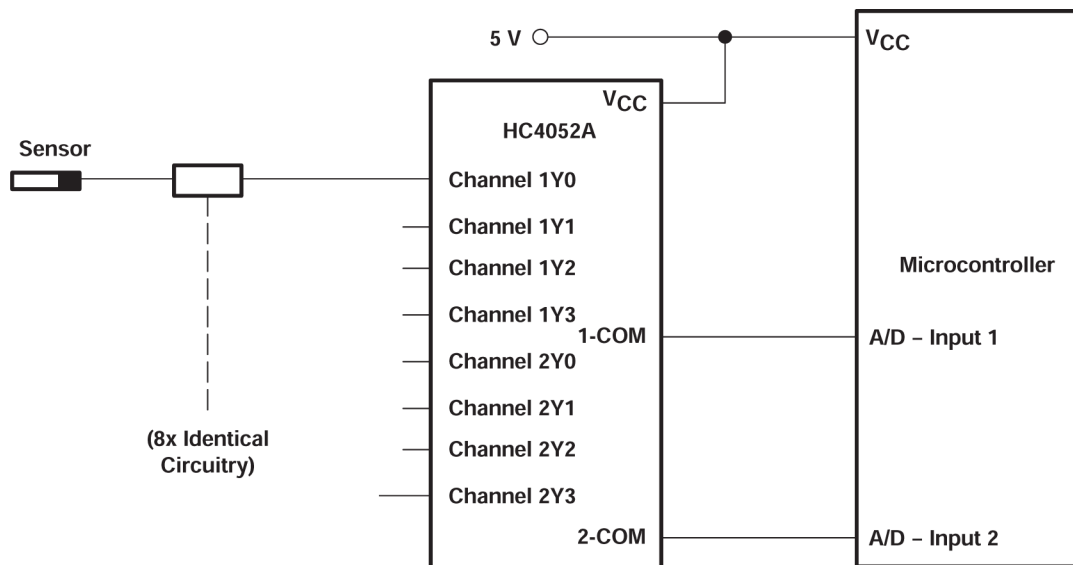 5 V
VCC
VCC
HC4052A
Sensor
Channel 1Y0
Channel 1Y1
Channel 1Y2
Channel 1Y3
1-COM
Channel 2Y0
Channel 2Y1
Channel 2Y2
Channel 2Y3
2-COM
(8x Identical
Circuitry)
Microcontroller
A/D – Input 1
A/D – Input 2